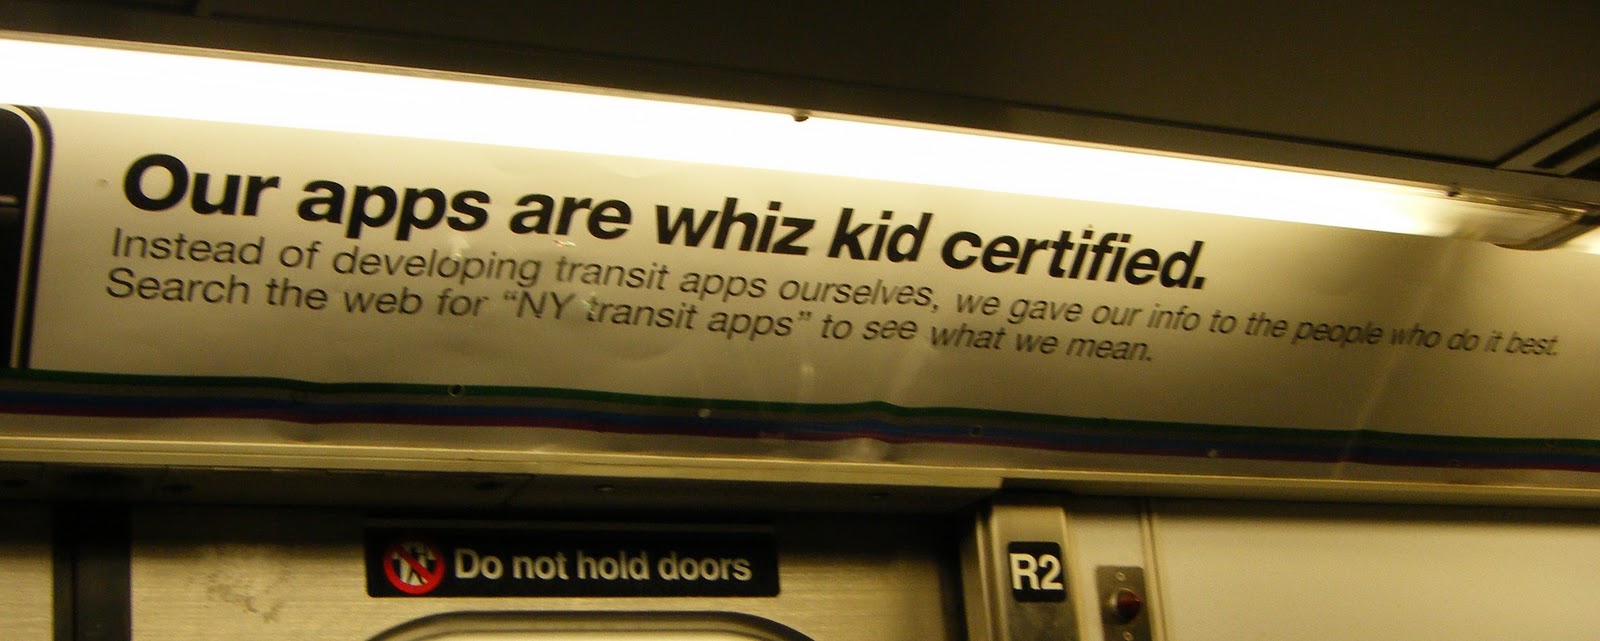 Our apps are whiz kid certified.
Instead of developing transit apps ourselves, we gave our info to the people who do it best.
Search the web for “NY transit apps” to see what we mean.
Do not hold doors
R2